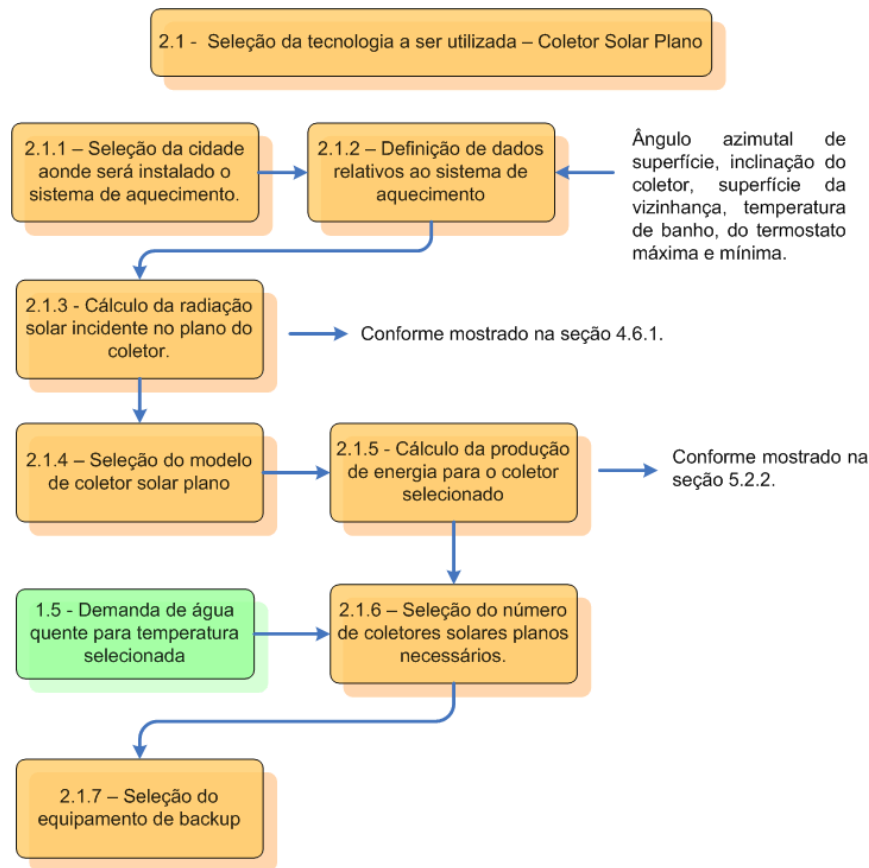 2.1 - Seleção da tecnologia a ser utilizada – Coletor Solar Plano
2.1.1 – Seleção da cidade
aonde será instalado o
sistema de aquecimento.
2.1.2 – Definição de dados
relativos ao sistema de
aquecimento
Ângulo azimutal de
superfície, inclinação do
coletor, superfície da
vizinhança, temperatura
de banho, do termostato
máxima e mínima.
2.1.3 - Cálculo da radiação
solar incidente no plano do
coletor.
Conforme mostrado na seção 4.6.1.
2.1.4 – Seleção do modelo
de coletor solar plano
2.1.5 - Cálculo da produção
de energia para o coletor
selecionado
Conforme mostrado na
seção 5.2.2.
1.5 - Demanda de água
quente para temperatura
selecionada
2.1.6 – Seleção do número
de coletores solares planos
necessários.
2.1.7 – Seleção do
equipamento de backup